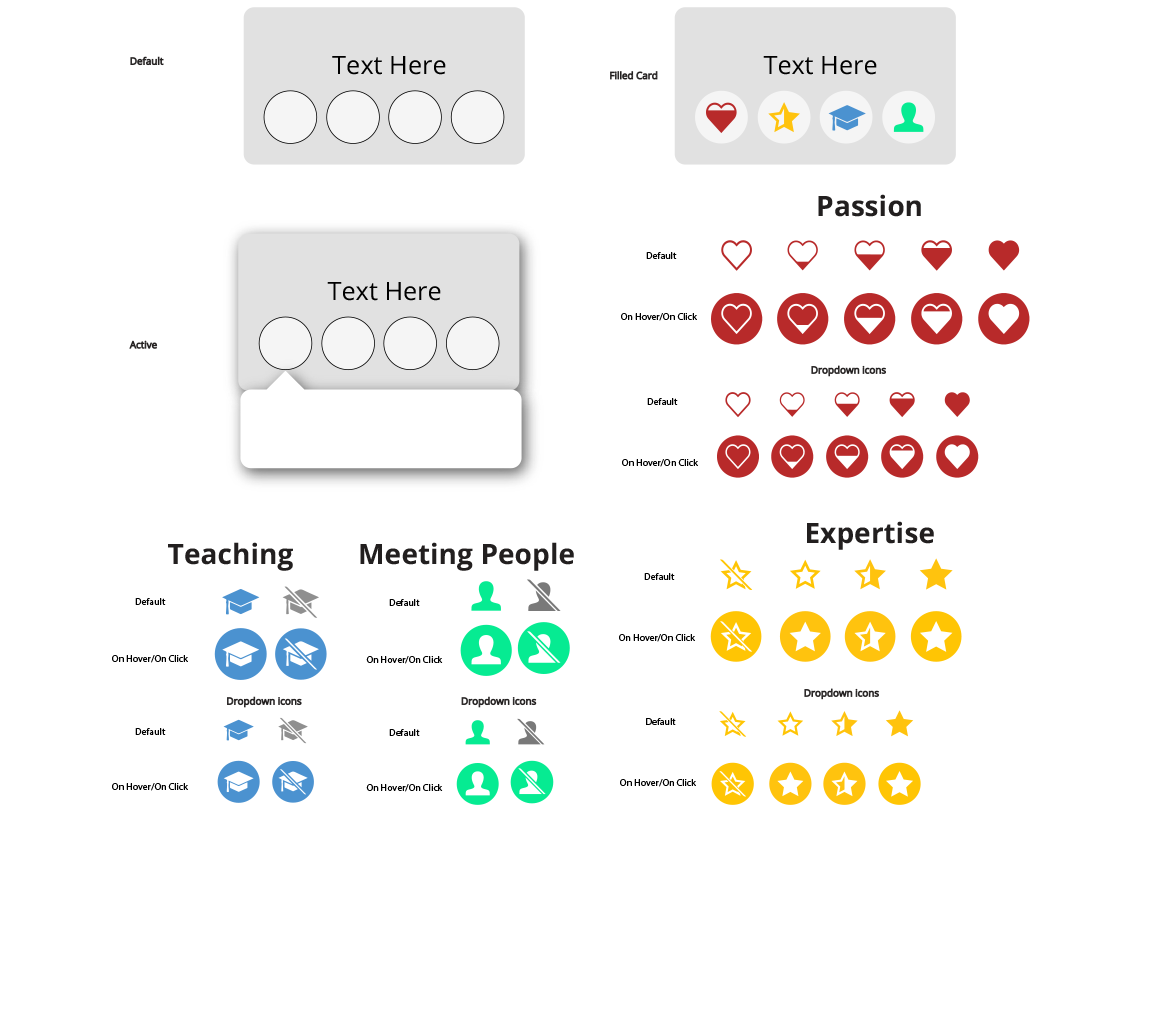 Default
Text Here
Filled Card
Text Here
Passion
Default
On Hover/On Click
Dropdown icons
Default
On Hover/On Click
Active
Text Here
Teaching
Default
On Hover/On Click
Dropdown icons
Default
On Hover/On Click
Meeting People
Default
On Hover/On Click
Dropdown icons
Default
On Hover/On Click
Expertise
Default
On Hover/On Click
Dropdown icons
Default
On Hover/On Click